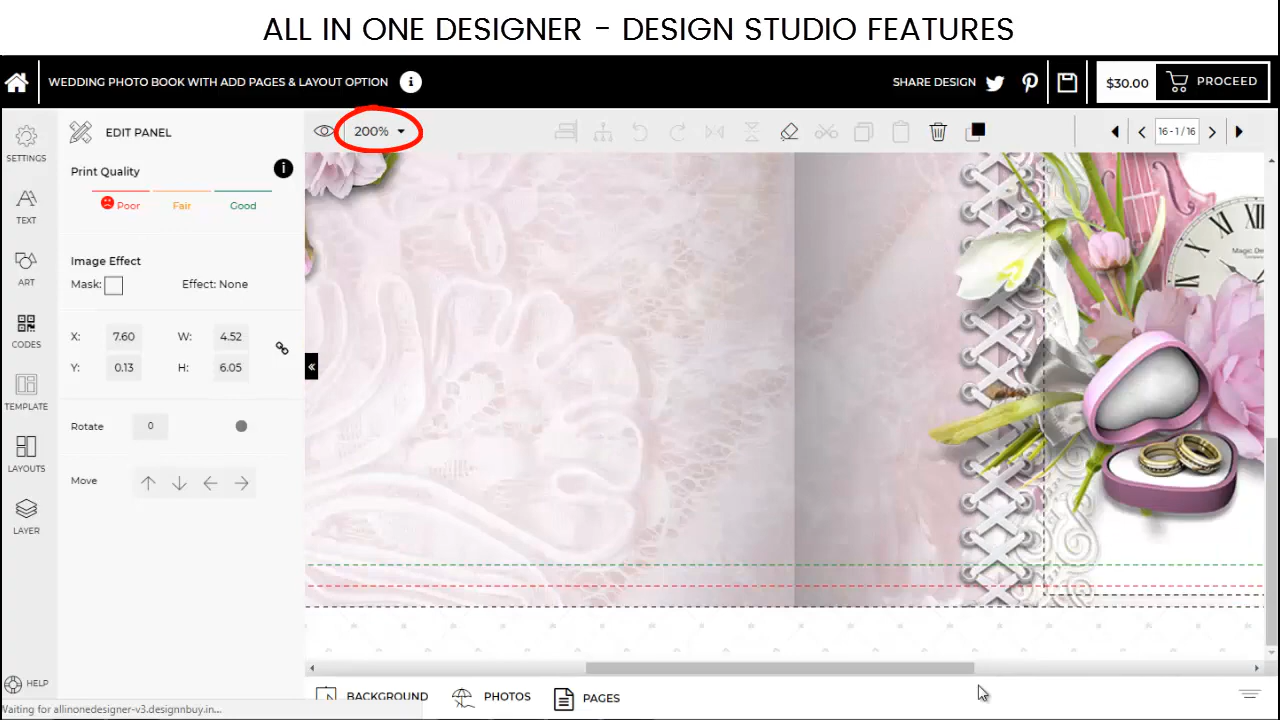 ALL IN ONE DESIGNER - DESIGN STUDIO FEATURES
WEDDING PHOTO BOOK WITH ADD PAGES & LAYOUT OPTION
SHARE DESIGN
$30.00
PROCEED
EDIT PANEL
200%
16 - 1 / 16
SETTINGS
TEXT
ART
CODES
TEMPLATE
LAYOUTS
LAYER
HELP
Print Quality
Poor
Fair
Good
Image Effect
Mask:
Effect: None
X: 7.60 W: 4.52
Y: 0.13 H: 6.05
Rotate 0
Move
XII
BACKGROUND
PHOTOS
PAGES
Waiting for allinonedesigner-v3.designnbuy.in...